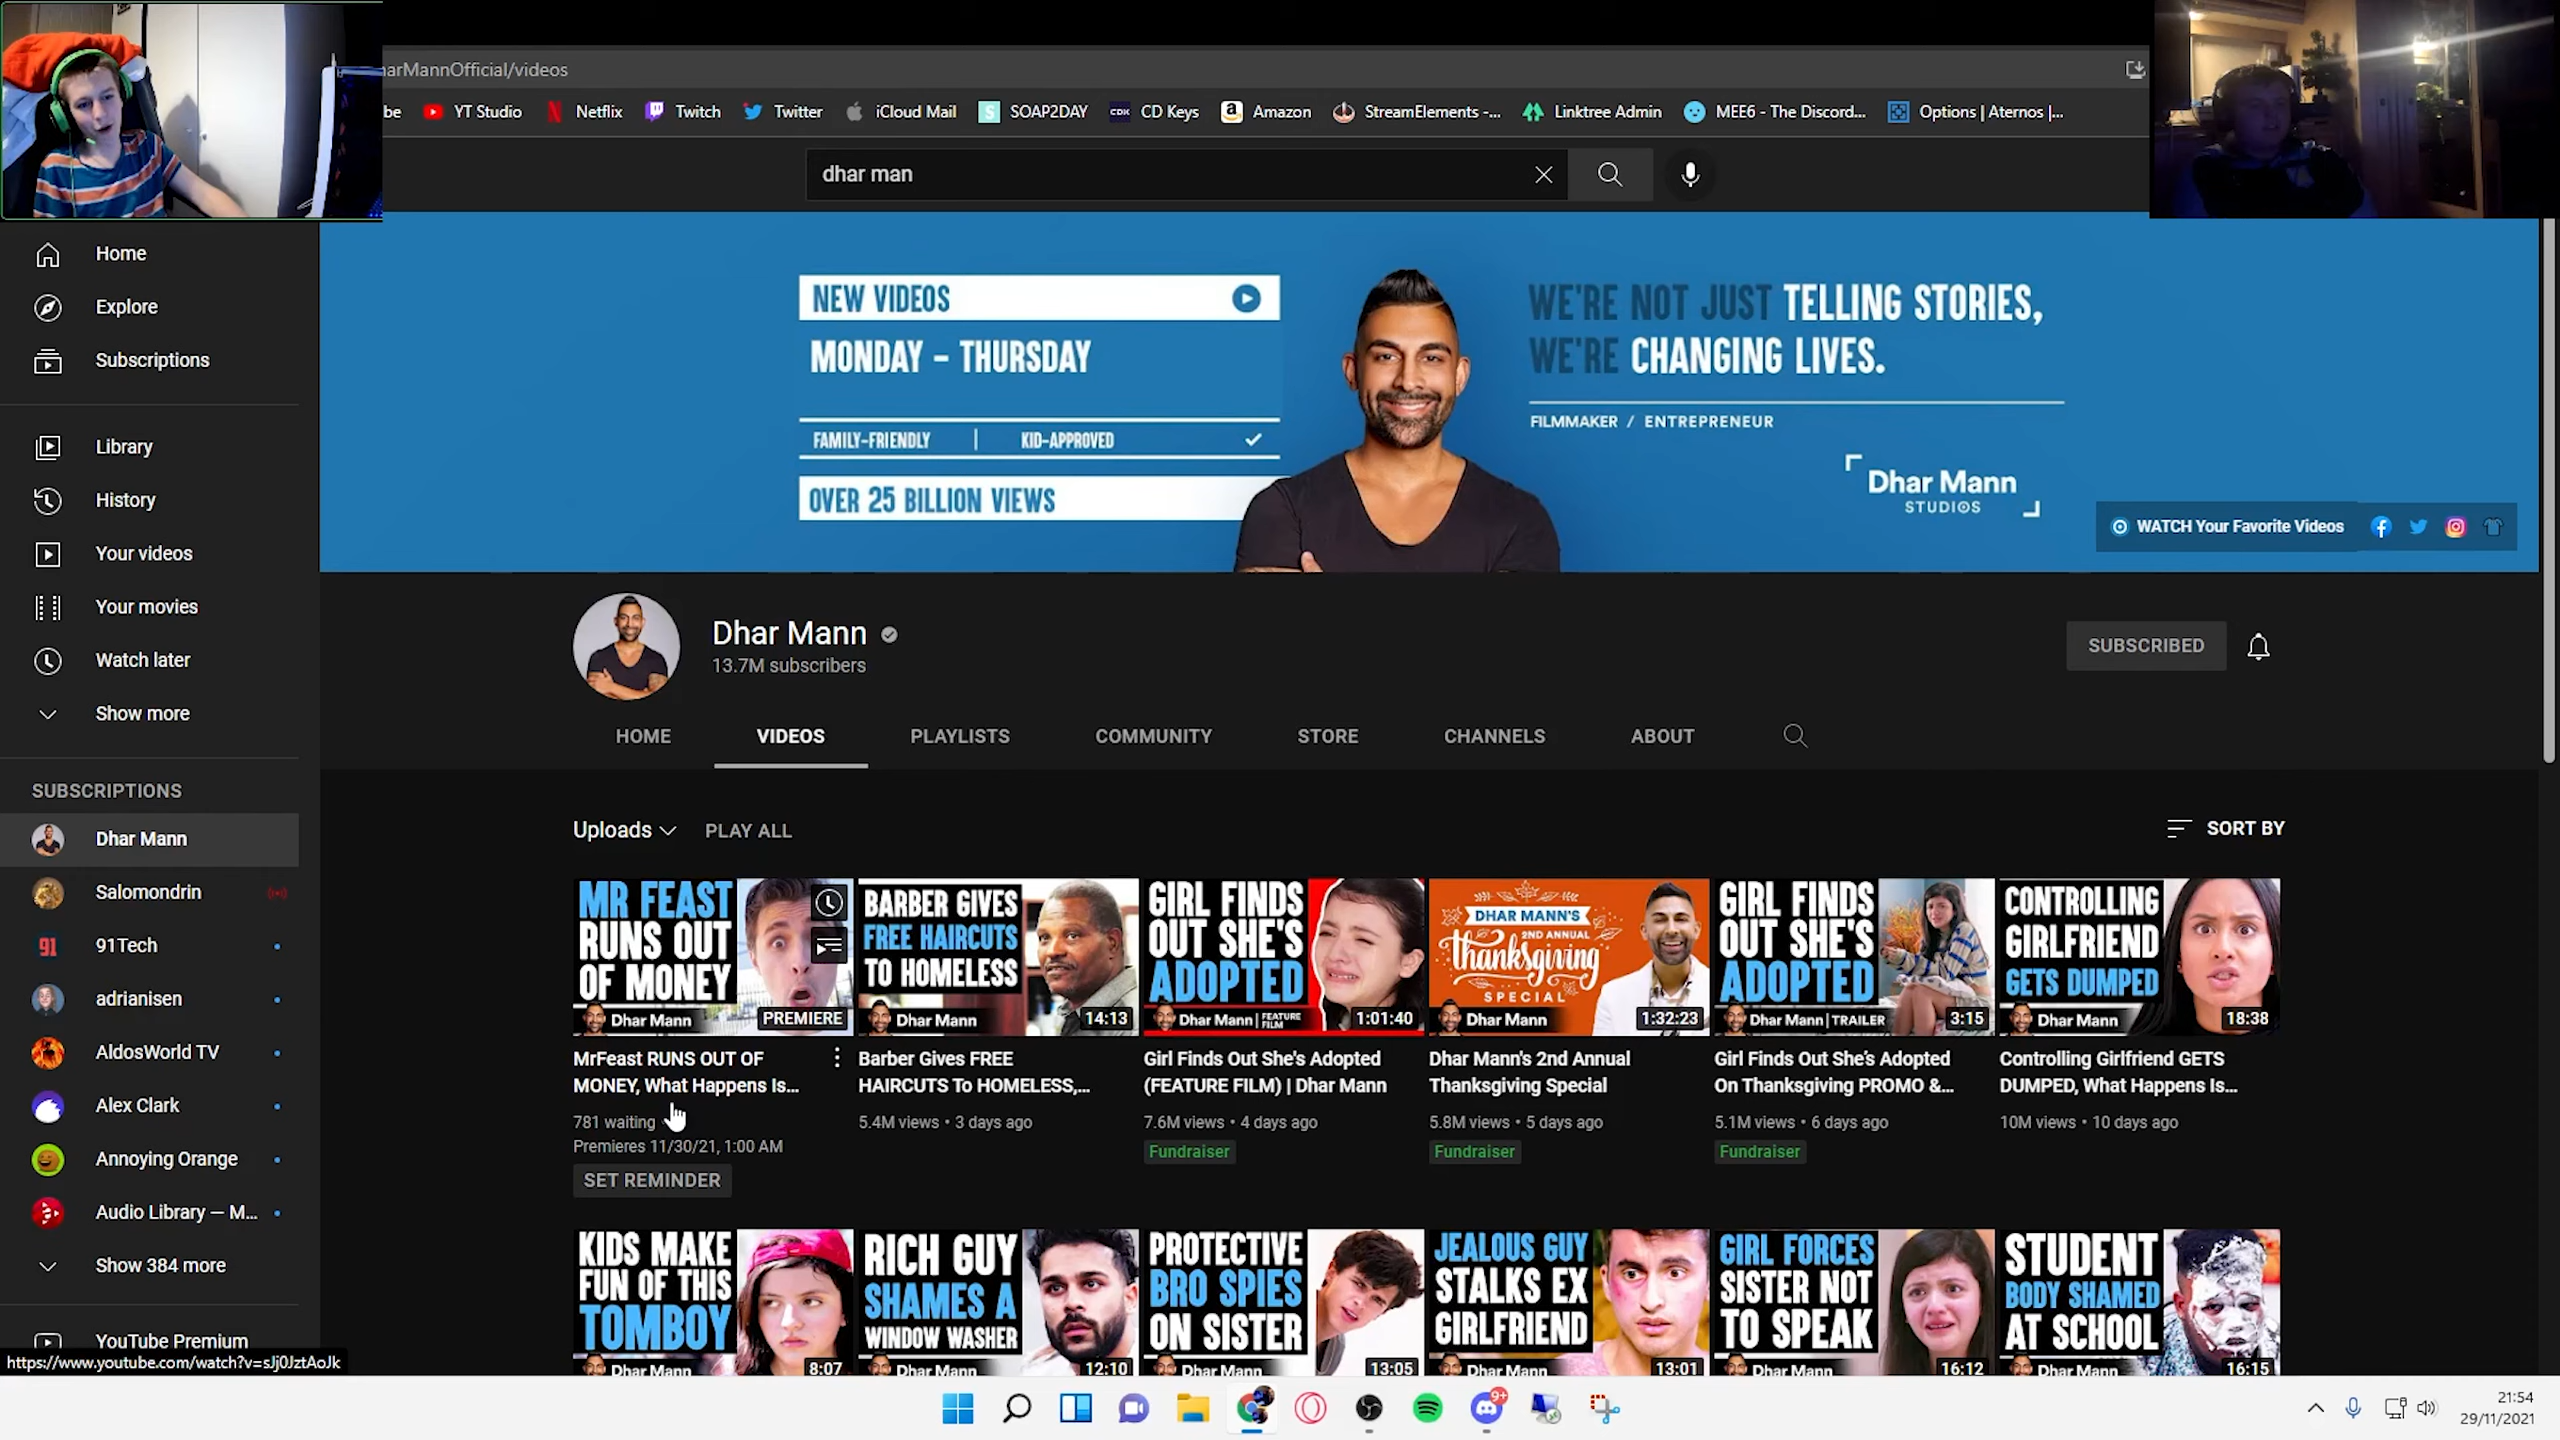 harMannOfficial/videos
be YT Studio Netflix Twitch Twitter iCloud Mail SOAP2DAY CD Keys Amazon StreamElements -... Linktree Admin MEE6 - The Discord... Options | Aternos |...
dhar man
Home
Explore
Subscriptions
Library
History
Your videos
Your movies
Watch later
Show more
SUBSCRIPTIONS
Dhar Mann
Salomondrin
91Tech
adrianisen
AldosWorld TV
Alex Clark
Annoying Orange
Audio Library — M...
Show 384 more
YouTube Premium
https://www.youtube.com/watch?v=sJj0JztAoJk
NEW VIDEOS
MONDAY - THURSDAY
FAMILY-FRIENDLY | KID-APPROVED
OVER 25 BILLION VIEWS
WE'RE NOT JUST TELLING STORIES,
WE'RE CHANGING LIVES.
FILMMAKER / ENTREPRENEUR
Dhar Mann
STUDIOS
WATCH Your Favorite Videos
Dhar Mann
13.7M subscribers
SUBSCRIBED
HOME VIDEOS PLAYLISTS COMMUNITY STORE CHANNELS ABOUT
Uploads PLAY ALL
SORT BY
MR FEAST
RUNS OUT
OF MONEY
Dhar Mann
PREMIERE
MrFeast RUNS OUT OF
MONEY, What Happens Is...
781 waiting
Premieres 11/30/21, 1:00 AM
SET REMINDER
BARBER GIVES
FREE HAIRCUTS
TO HOMELESS
Dhar Mann
14:13
Barber Gives FREE
HAIRCUTS To HOMELESS,...
5.4M views • 3 days ago
GIRL FINDS
OUT SHE'S
ADOPTED
Dhar Mann | FEATURE
FILM
1:01:40
Girl Finds Out She's Adopted
(FEATURE FILM) | Dhar Mann
7.6M views • 4 days ago
Fundraiser
DHAR MANN'S
2ND ANNUAL
thanksgiving
SPECIAL
Dhar Mann
1:32:23
Dhar Mann's 2nd Annual
Thanksgiving Special
5.8M views • 5 days ago
Fundraiser
GIRL FINDS
OUT SHE'S
ADOPTED
Dhar Mann | TRAILER
3:15
Girl Finds Out She's Adopted
On Thanksgiving PROMO &...
5.1M views • 6 days ago
Fundraiser
CONTROLLING
GIRLFRIEND
GETS DUMPED
Dhar Mann
18:38
Controlling Girlfriend GETS
DUMPED, What Happens Is...
10M views • 10 days ago
KIDS MAKE
FUN OF THIS
TOMBOY
Dhar Mann
8:07
RICH GUY
SHAMES A
WINDOW WASHER
Dhar Mann
12:10
PROTECTIVE
BRO SPIES
ON SISTER
Dhar Mann
13:05
JEALOUS GUY
STALKS EX
GIRLFRIEND
Dhar Mann
13:01
GIRL FORCES
SISTER NOT
TO SPEAK
Dhar Mann
16:12
STUDENT
BODY SHAMED
AT SCHOOL
Dhar Mann
16:15
9+
21:54
29/11/2021